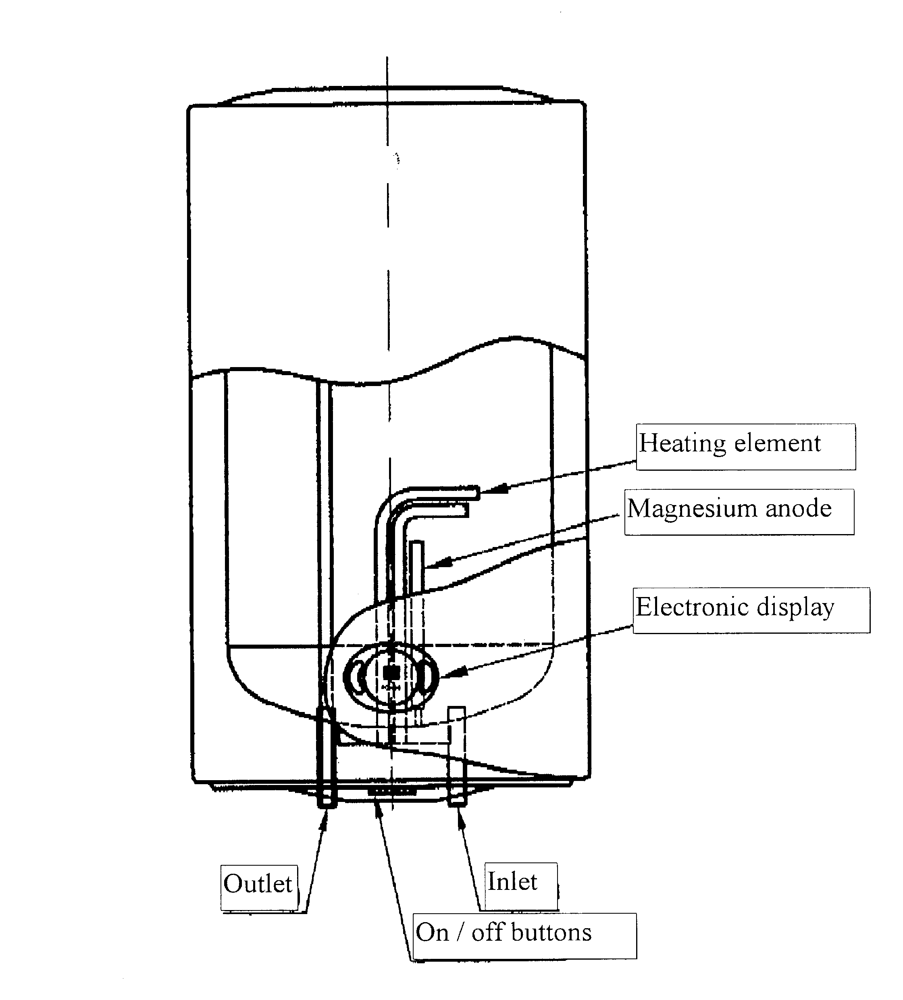 Heating element
Magnesium anode
Electronic display
Outlet
Inlet
On / off buttons